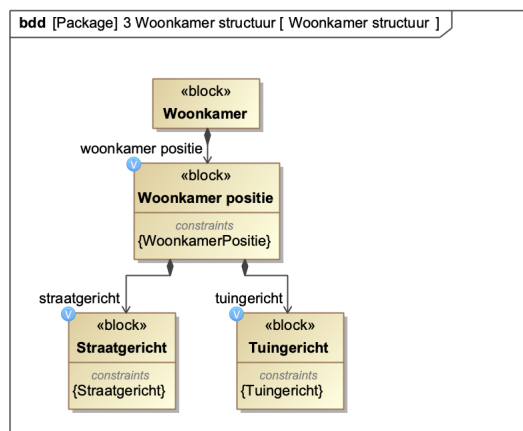 bdd [Package] 3 Woonkamer structuur [ Woonkamer structuur ]
«block»
Woonkamer
woonkamer positie
V
«block»
Woonkamer positie
constraints
{WoonkamerPositie}
straatgericht
tuingericht
V
V
«block»
«block»
Straatgericht
Tuingericht
constraints
constraints
{Straatgericht}
{Tuingericht}